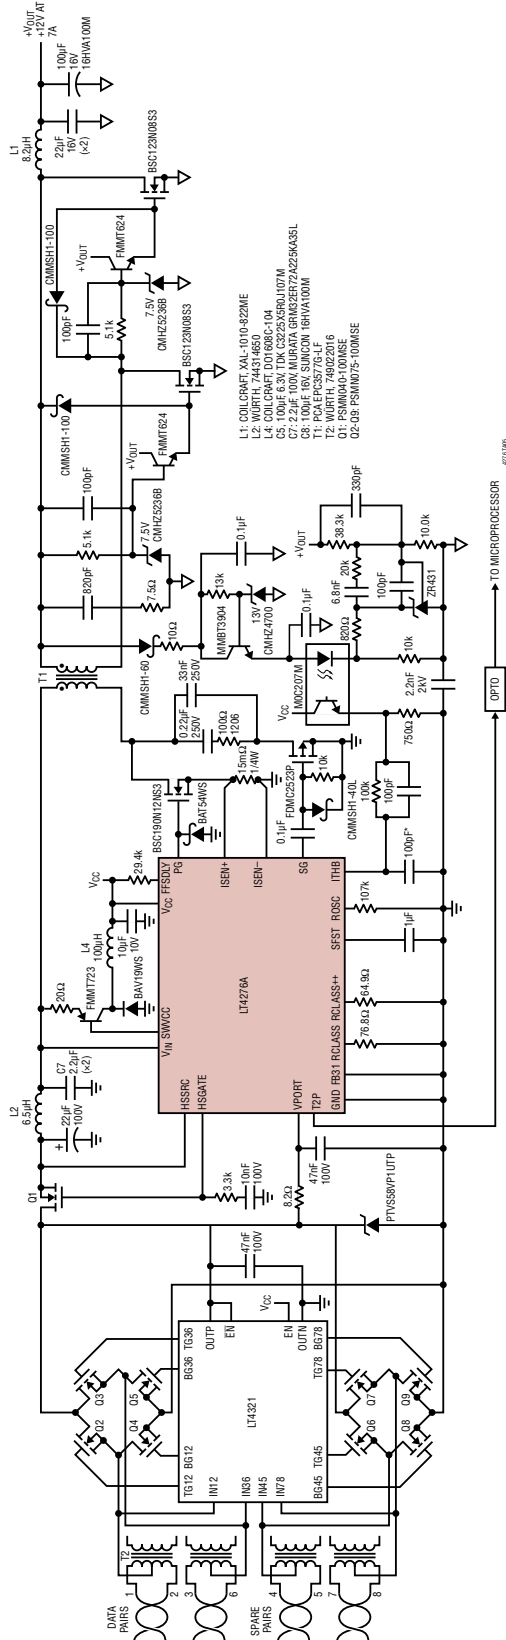 DATA
PAIRS
1
2
3
6
SPARE
PAIRS
4
5
7
8
T2
Q2
Q3
Q4
Q5
TG12
BG12
BG36
TG36
IN12
IN36
IN45
IN78
LT4321
OUTP
EN
EN
OUTN
BG45
TG45
TG78
BG78
Q6
Q7
Q8
Q9
47nF
100V
VCC
Q1
3.3k
10nF
100V
8.2Ω
47nF
100V
PTVS58VP1UTP
L2
6.5µH
+
22µF
100V
C7
2.2µF
(×2)
HSSRC
HSGATE
VIN
SWVCC
VCC
FFSDLY
PG
ISEN+
ISEN–
SG
ITHB
ROSC
SFST
RCLASS++
RCLASS
FB31
GND
T2P
VPORT
LT4276A
20Ω
FMMT723
BAV19WS
L4
100µH
10µF
10V
VCC
29.4k
BSC190N12NS3
BAT54WS
0.22µF
250V
100Ω
1206
33nF
250V
15mΩ
1/4W
FDMC2523P
0.1µF
10k
CMMSH1-40L
76.8Ω
64.9Ω
1µF
107k
100pF*
100k
100pF
750Ω
2.2nF
2kV
T1
CMMSH1-60
10Ω
VCC
MOC207M
MMBT3904
13k
13V
CMHZ4700
0.1µF
0.1µF
820Ω
10k
6.8nF
20k
100pF
ZR431
+VOUT
38.3k
330pF
10.0k
OPTO
TO MICROPROCESSOR
820pF
7.5Ω
5.1k
100pF
7.5V
CMHZ5236B
+VOUT
FMMT624
CMMSH1-100
BSC123N08S3
100pF
5.1k
CMMSH1-100
+VOUT
FMMT624
7.5V
CMHZ5236B
BSC123N08S3
L1
8.2µH
22µF
16V
(×2)
100µF
16V
16HVA100M
+VOUT
+12V AT
7A
L1: COILCRAFT, XAL-1010-822ME
L2: WÜRTH, 744314650
L4: COILCRAFT, DO1608C-104
C5, 100µF 6.3V, TDK C3225X5R0J107M
C7: 2.2µF, 100V, MURATA GRM32ER72A225KA35L
C8: 100µF 16V, SUNCON 16HVA100M
T1: PCA EPC3577G-LF
T2: WÜRTH, 749022016
Q1: PSMN040-100MSE
Q2-Q9: PSMN075-100MSE